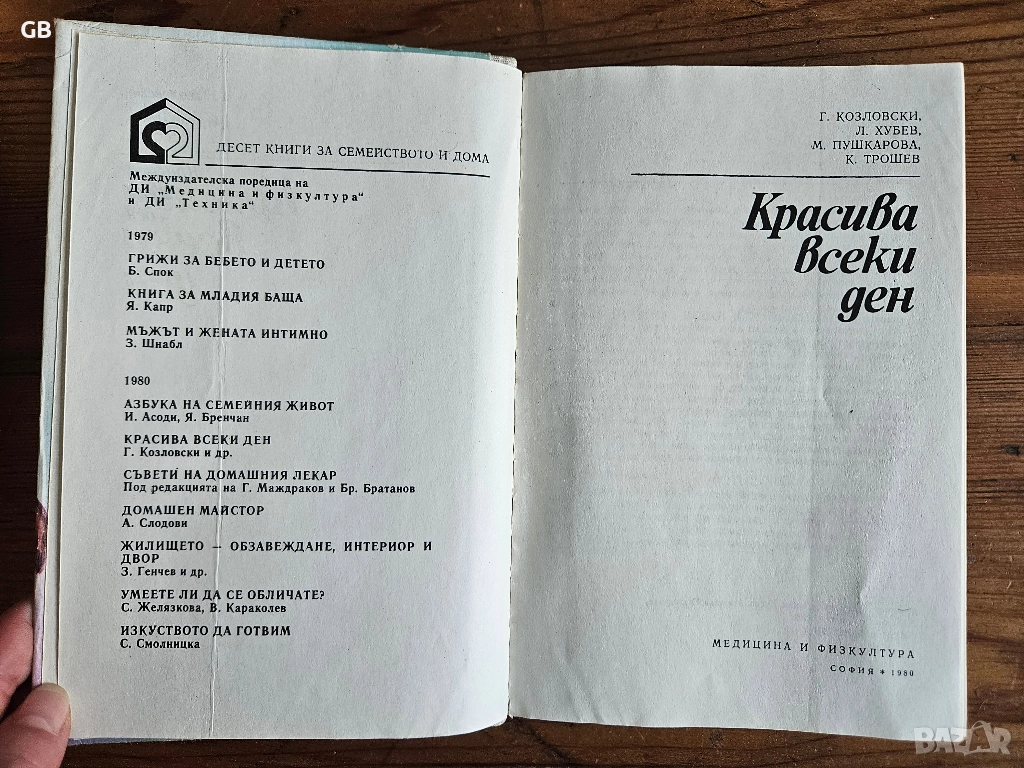 GB
ДЕСЕТ КНИГИ ЗА СЕМЕЙСТВОТО И ДОМА
Междуиздателска поредица на
ДИ „Медицина и физкултура“
и ДИ „Техника“
1979
ГРИЖИ ЗА БЕБЕТО И ДЕТЕТО
Б. Спок
КНИГА ЗА МЛАДИЯ БАЩА
Я. Капр
МЪЖЪТ И ЖЕНАТА ИНТИМНО
З. Шнабл
1980
АЗБУКА НА СЕМЕЙНИЯ ЖИВОТ
И. Асоди, Я. Бренчан
КРАСИВА ВСЕКИ ДЕН
Г. Козловски и др.
СЪВЕТИ НА ДОМАШНИЯ ЛЕКАР
Под редакцията на Г. Маждраков и Бр. Братанов
ДОМАШЕН МАЙСТОР
А. Слодови
ЖИЛИЩЕТО — ОБЗАВЕЖДАНЕ, ИНТЕРИОР И
ДВОР
З. Генчев и др.
УМЕЕТЕ ЛИ ДА СЕ ОБЛИЧАТЕ?
С. Желязкова, В. Караколев
ИЗКУСТВОТО ДА ГОТВИМ
С. Смолницка
Г. КОЗЛОВСКИ,
Л. ХУБЕВ,
М. ПУШКАРОВА,
К. ТРОШЕВ
Красива
всеки
ден
МЕДИЦИНА И ФИЗКУЛТУРА
СОФИЯ * 1980
BAZAR